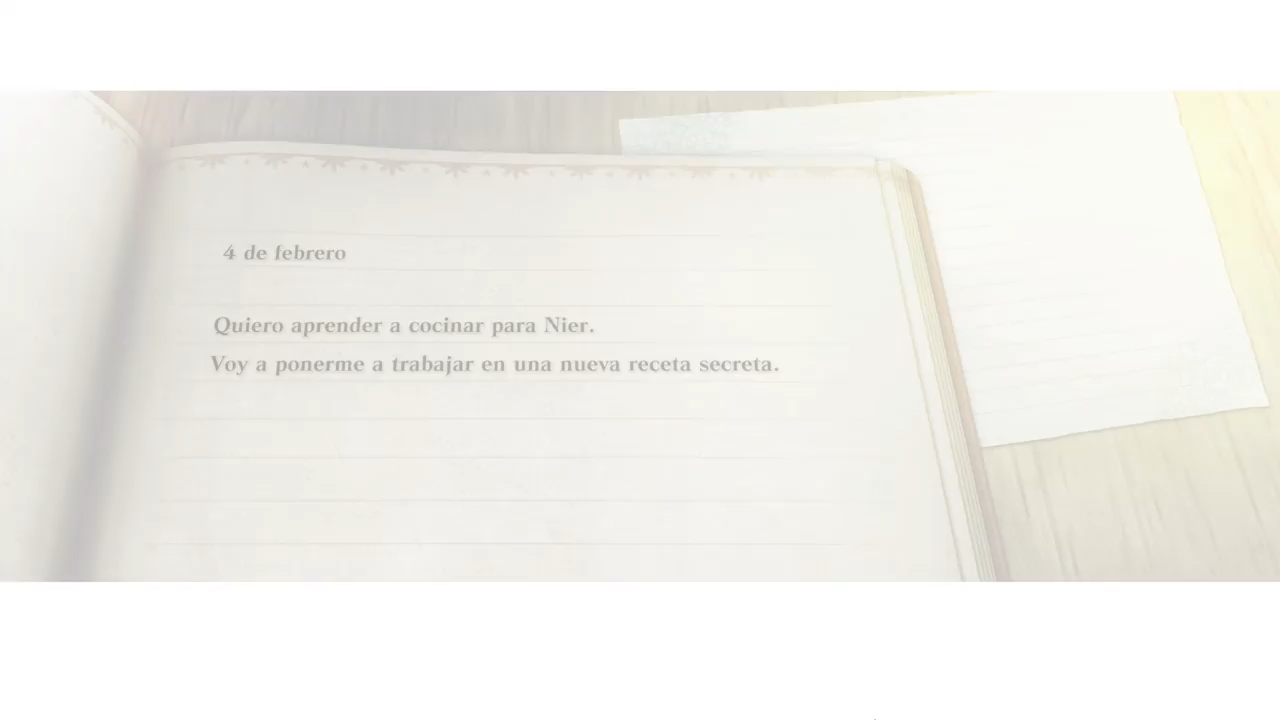 4 de febrero
Quiero aprender a cocinar para Nier.
Voy a ponerme a trabajar en una nueva receta secreta.